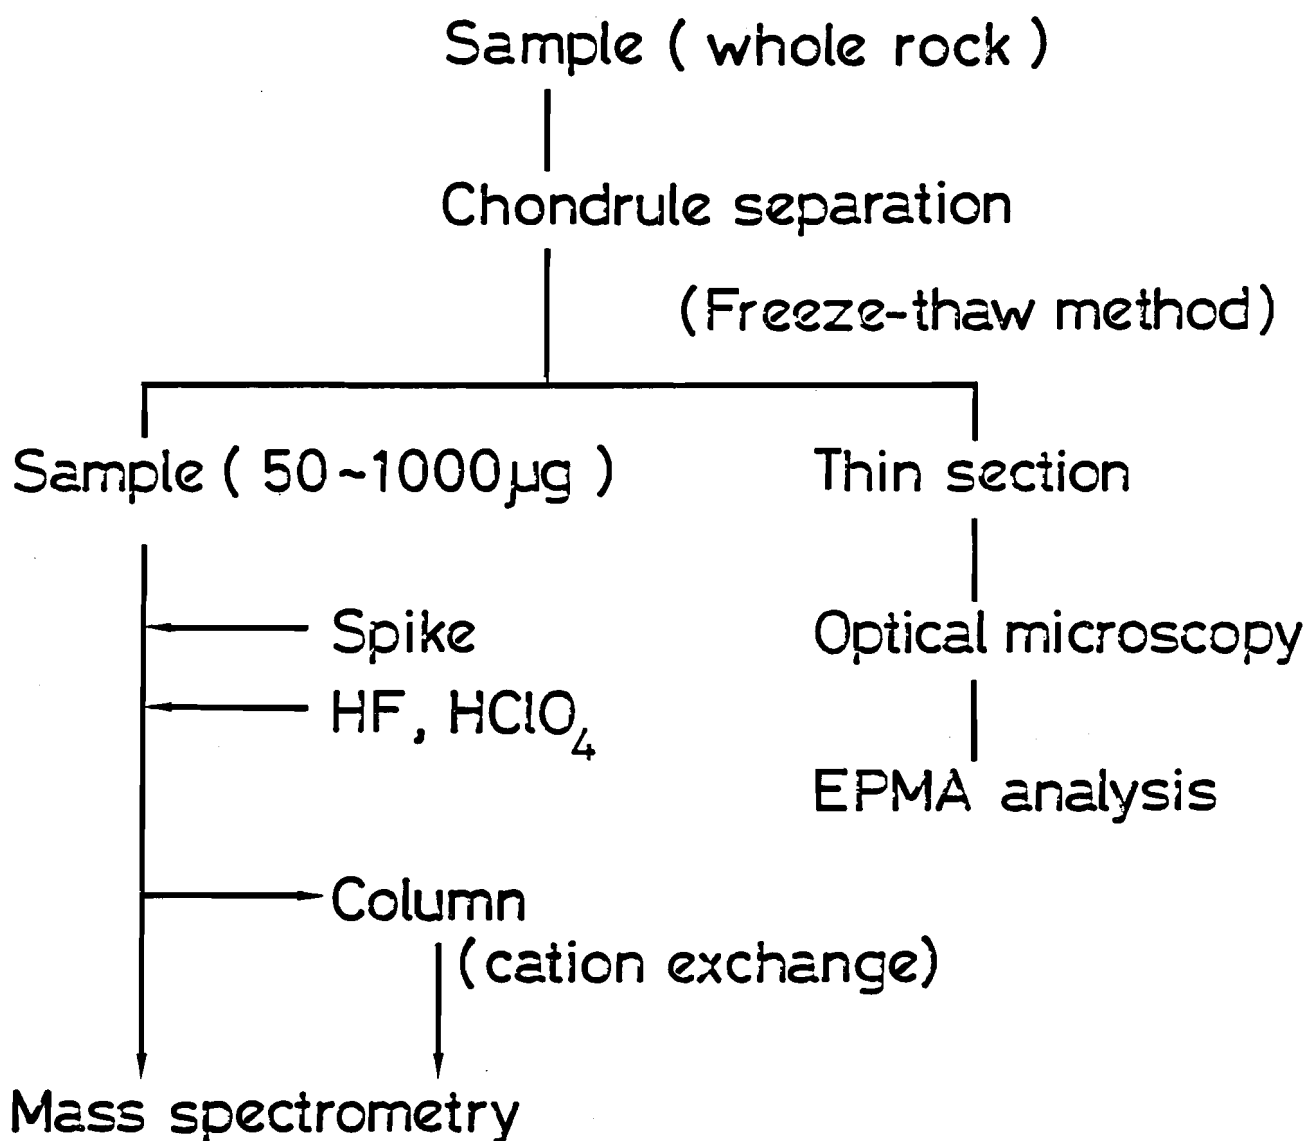 Sample ( whole rock )
Chondrule separation
(Freeze-thaw method)
Sample ( 50~1000μg )
Thin section
Spike
Optical microscopy
HF, HClO₄
EPMA analysis
Column
(cation exchange)
Mass spectrometry